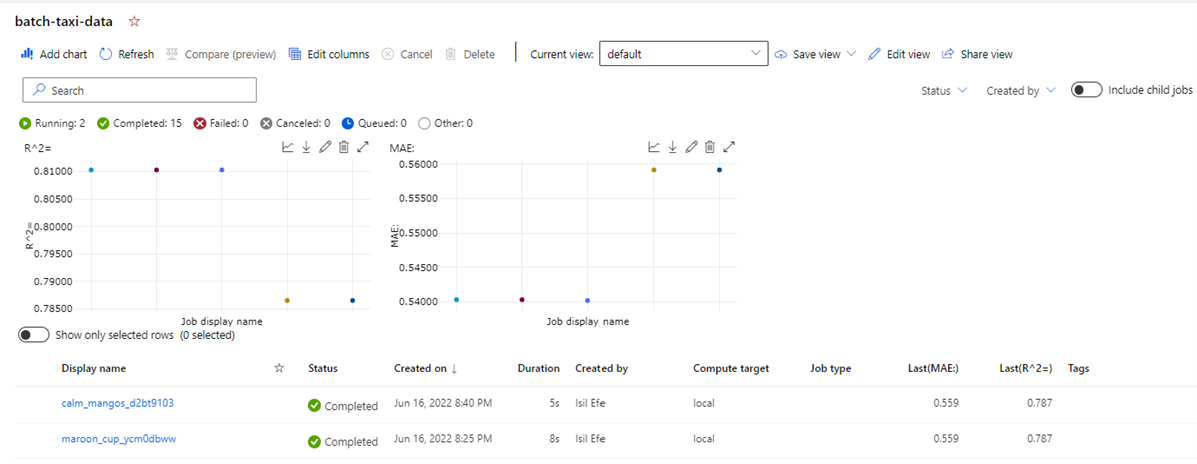 batch-taxi-data
Add chart Refresh Compare (preview) Edit columns Cancel Delete Current view: default Save view Edit view Share view
Search Status Created by Include child jobs
Running: 2 Completed: 15 Failed: 0 Canceled: 0 Queued: 0 Other: 0
R^2=
0.81000
0.80500
0.80000
0.79500
0.79000
0.78500
R^2=
Job display name
MAE:
0.56000
0.55500
0.55000
0.54500
0.54000
MAE:
Job display name
Show only selected rows (0 selected)
Display name Status Created on ↓ Duration Created by Compute target Job type Last(MAE:) Last(R^2=) Tags
calm_mangos_d2bt9103 Completed Jun 16, 2022 8:40 PM 5s Isil Efe local 0.559 0.787
maroon_cup_ycm0dbww Completed Jun 16, 2022 8:25 PM 8s Isil Efe local 0.559 0.787